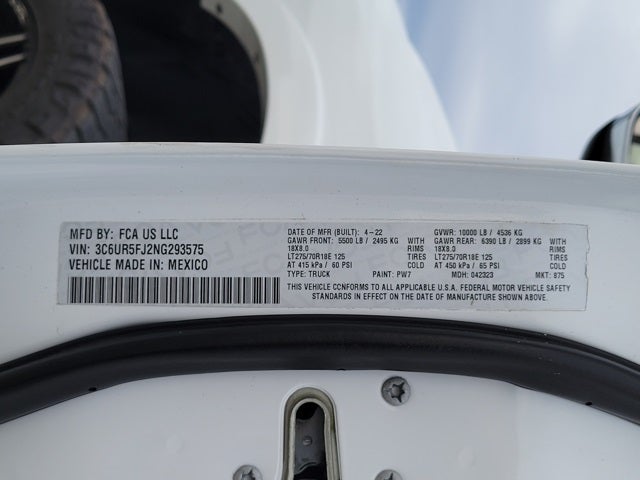 MFD BY: FCA US LLC
VIN: 3C6UR5FJ2NG293575
VEHICLE MADE IN: MEXICO
DATE OF MFR (BUILT): 4-22
GAWR FRONT: 5500 LB / 2495 KG WITH
18X8.0 RIMS
LT275/70R18E 125 TIRES
AT 415 kPa / 60 PSI COLD
TYPE: TRUCK PAINT: PW7
GVWR: 10000 LB / 4536 KG
GAWR REAR: 6390 LB / 2899 KG WITH
18X8.0 RIMS
LT275/70R18E 125 TIRES
AT 450 kPa / 65 PSI COLD
MDH: 042323 MKT: 875
THIS VEHICLE CONFORMS TO ALL APPLICABLE U.S.A. FEDERAL MOTOR VEHICLE SAFETY
STANDARDS IN EFFECT ON THE DATE OF MANUFACTURE SHOWN ABOVE.